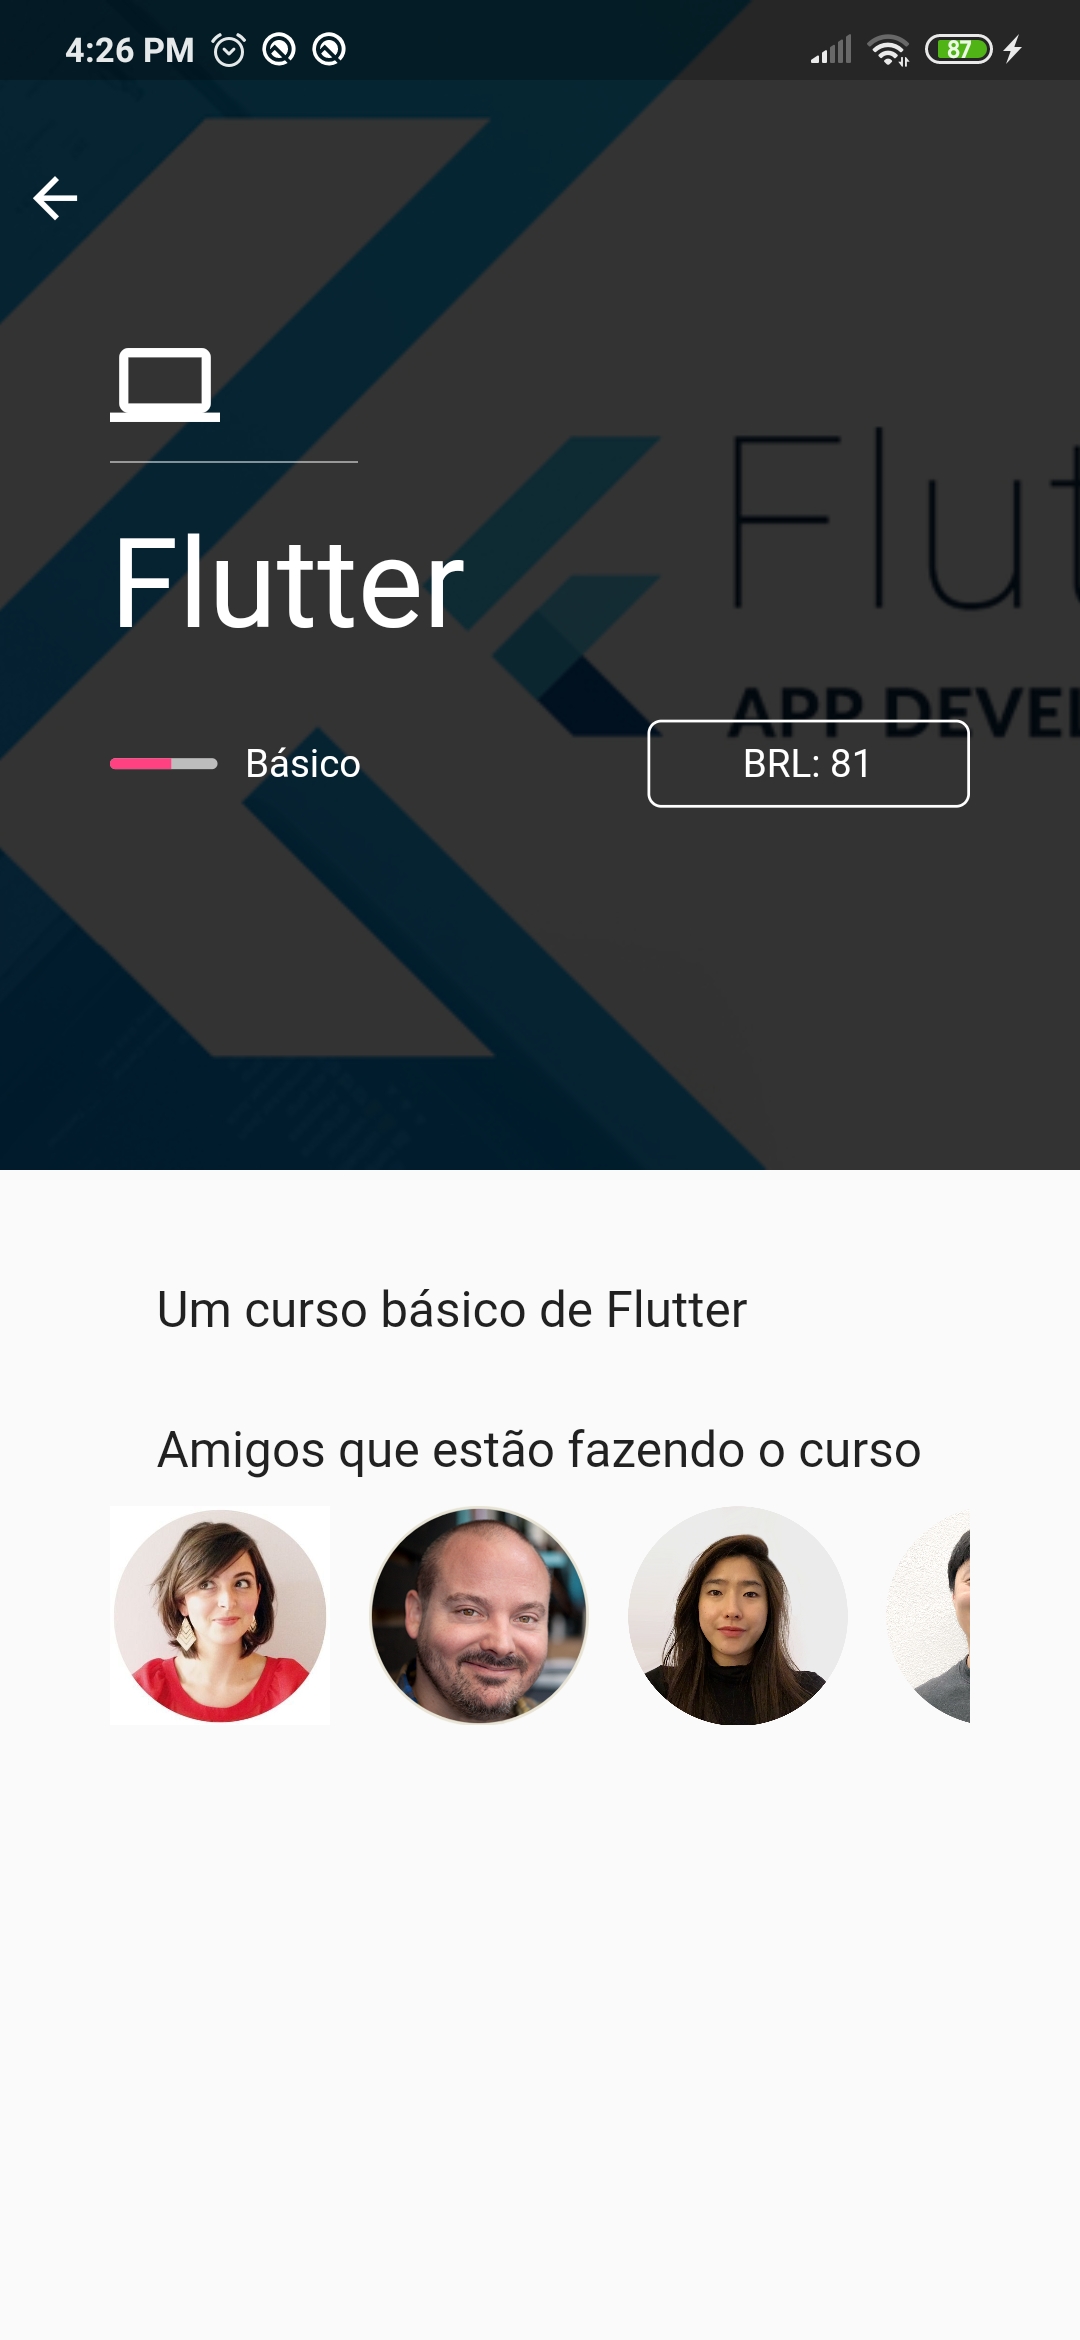 4:26 PM
87
Flut
Flutter
APP DEVEL
Básico
BRL: 81
Um curso básico de Flutter
Amigos que estão fazendo o curso